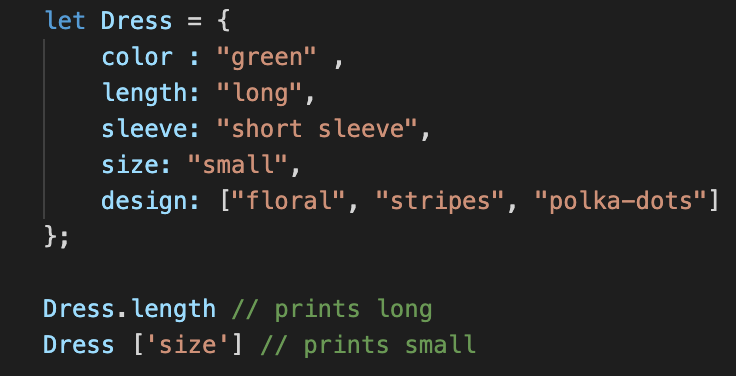 let Dress = {
    color : "green" ,
    length: "long",
    sleeve: "short sleeve",
    size: "small",
    design: ["floral", "stripes", "polka-dots"]
};

Dress.length // prints long
Dress ['size'] // prints small